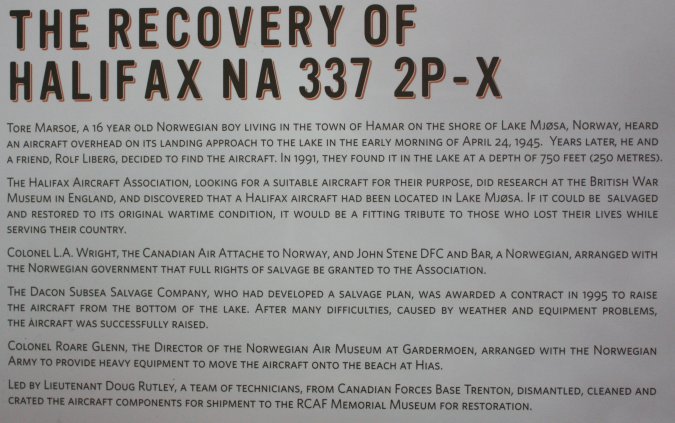 THE RECOVERY OF
HALIFAX NA 337 2P-X
TORE MARSOE, A 16 YEAR OLD NORWEGIAN BOY LIVING IN THE TOWN OF HAMAR ON THE SHORE OF LAKE MJØSA, NORWAY, HEARD
AN AIRCRAFT OVERHEAD ON ITS LANDING APPROACH TO THE LAKE IN THE EARLY MORNING OF APRIL 24, 1945. YEARS LATER, HE AND
A FRIEND, ROLF LIBERG, DECIDED TO FIND THE AIRCRAFT. IN 1991, THEY FOUND IT IN THE LAKE AT A DEPTH OF 750 FEET (250 METRES).
THE HALIFAX AIRCRAFT ASSOCIATION, LOOKING FOR A SUITABLE AIRCRAFT FOR THEIR PURPOSE, DID RESEARCH AT THE BRITISH WAR
MUSEUM IN ENGLAND, AND DISCOVERED THAT A HALIFAX AIRCRAFT HAD BEEN LOCATED IN LAKE MJØSA. IF IT COULD BE SALVAGED
AND RESTORED TO ITS ORIGINAL WARTIME CONDITION, IT WOULD BE A FITTING TRIBUTE TO THOSE WHO LOST THEIR LIVES WHILE
SERVING THEIR COUNTRY.
COLONEL L.A. WRIGHT, THE CANADIAN AIR ATTACHE TO NORWAY, AND JOHN STENE DFC AND BAR, A NORWEGIAN, ARRANGED WITH
THE NORWEGIAN GOVERNMENT THAT FULL RIGHTS OF SALVAGE BE GRANTED TO THE ASSOCIATION.
THE DACON SUBSEA SALVAGE COMPANY, WHO HAD DEVELOPED A SALVAGE PLAN, WAS AWARDED A CONTRACT IN 1995 TO RAISE
THE AIRCRAFT FROM THE BOTTOM OF THE LAKE. AFTER MANY DIFFICULTIES, CAUSED BY WEATHER AND EQUIPMENT PROBLEMS,
THE AIRCRAFT WAS SUCCESSFULLY RAISED.
COLONEL ROARE GLENN, THE DIRECTOR OF THE NORWEGIAN AIR MUSEUM AT GARDERMOEN, ARRANGED WITH THE NORWEGIAN
ARMY TO PROVIDE HEAVY EQUIPMENT TO MOVE THE AIRCRAFT ONTO THE BEACH AT HIAS.
LED BY LIEUTENANT DOUG RUTLEY, A TEAM OF TECHNICIANS, FROM CANADIAN FORCES BASE TRENTON, DISMANTLED, CLEANED AND
CRATED THE AIRCRAFT COMPONENTS FOR SHIPMENT TO THE RCAF MEMORIAL MUSEUM FOR RESTORATION.